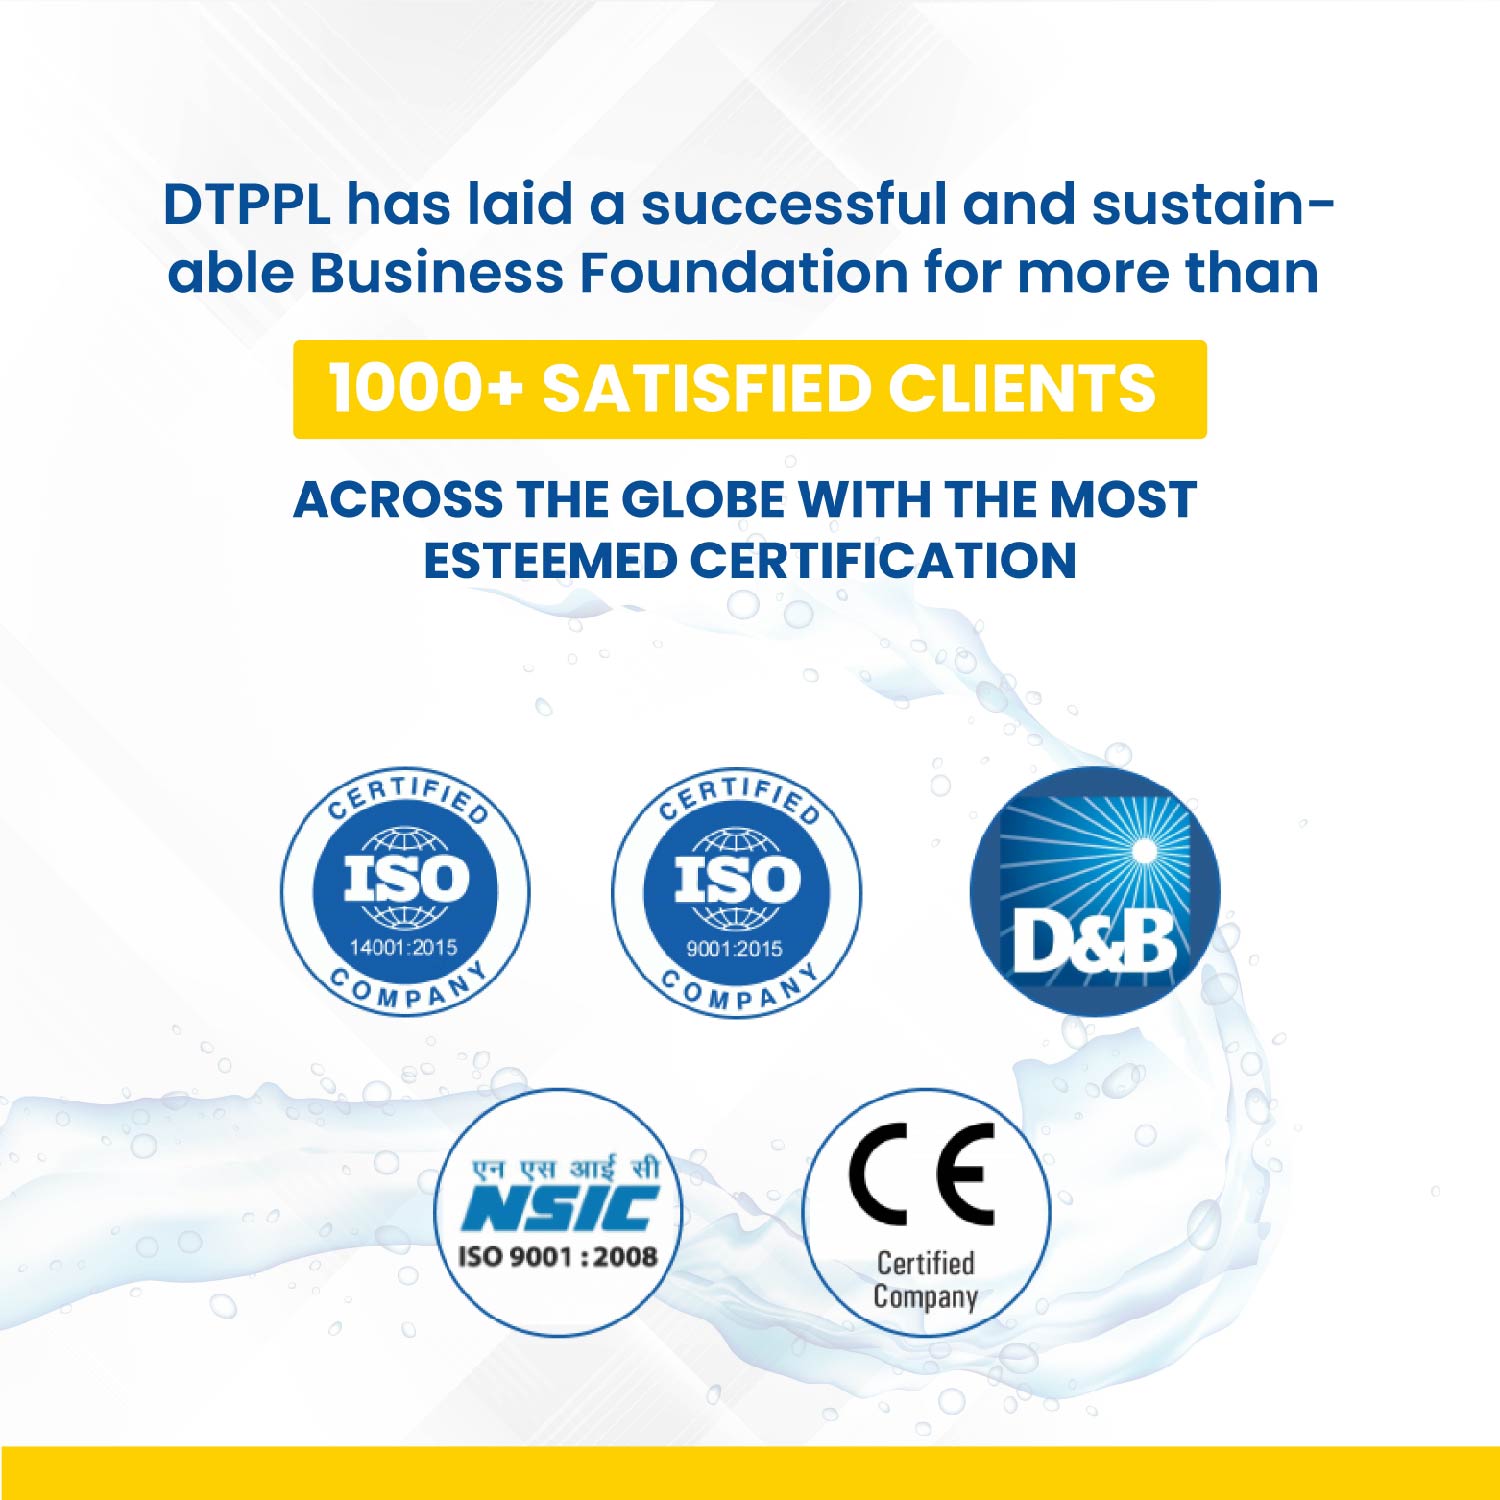 DTPPL has laid a successful and sustain-
able Business Foundation for more than
1000+ SATISFIED CLIENTS
ACROSS THE GLOBE WITH THE MOST
ESTEEMED CERTIFICATION
CERTIFIED
ISO
14001:2015
COMPANY
CERTIFIED
ISO
9001:2015
COMPANY
D&B
एन एस आई सी
NSIC
ISO 9001 : 2008
CE
Certified
Company